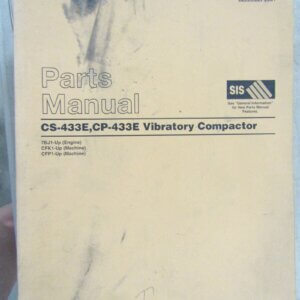 Parts
Manual
SIS
See "General Information"
for New Parts Manual
Features
CS-433E,CP-433E Vibratory Compactor
7BJ1-Up (Engine)
CFK1-Up (Machine)
CFP1-Up (Machine)